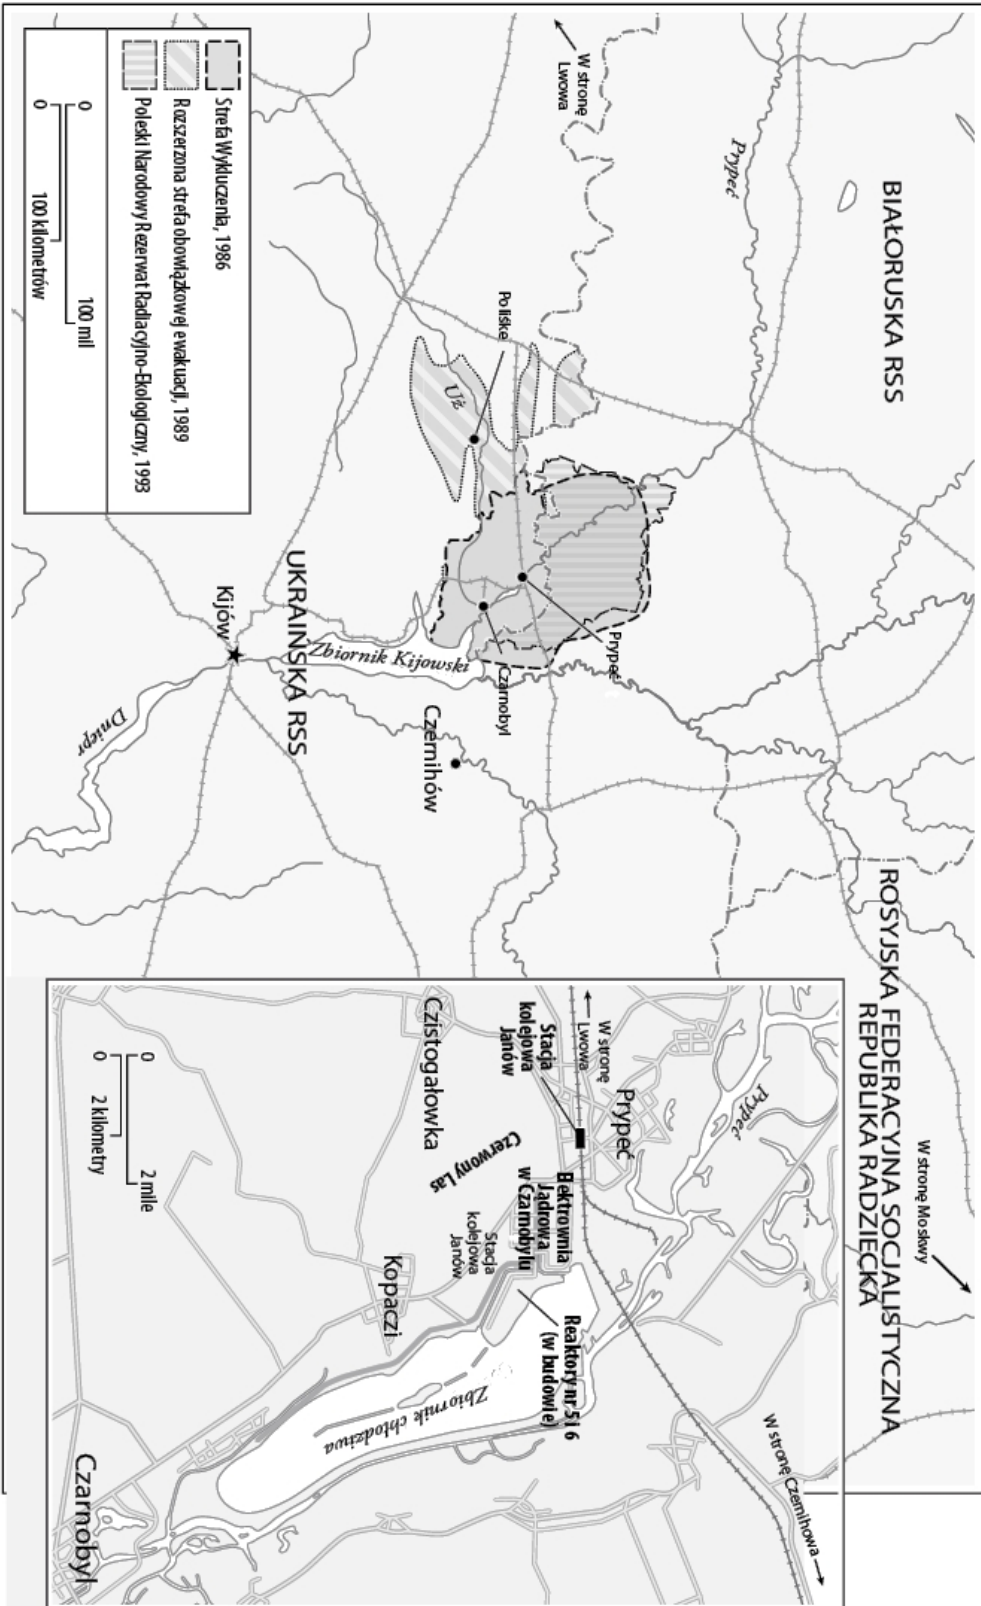 BIAŁORUSKA RSS
W stronę
Lwowa
Prypeć
ROSYJSKA FEDERACYJNA SOCJALISTYCZNA
REPUBLIKA RADZIECKA
W stronę Moskwy
Poliśke
Uż
Prypeć
Czarnobyl
Czernihów
UKRAIŃSKA RSS
Zbiornik Kijowski
Kijów
Dniepr
Strefa Wykluczenia, 1986
Rozszerzona strefa obowiązkowej ewakuacji, 1989
Poleski Narodowy Rezerwat Radiacyjno-Ekologiczny, 1993
0
100 mil
0
100 kilometrów
W stronę
Lwowa
Stacja
kolejowa
Janów
Prypeć
Prypeć
W stronę Czernihowa
Czistogałowka
Czerwony Las
Elektrownia
Jądrowa
w Czarnobylu
Stacja
kolejowa
Janów
Reaktory nr 5 i 6
(w budowie)
Kopaczi
Zbiornik chłodziwa
Czarnobyl
0
2 mile
0
2 kilometry